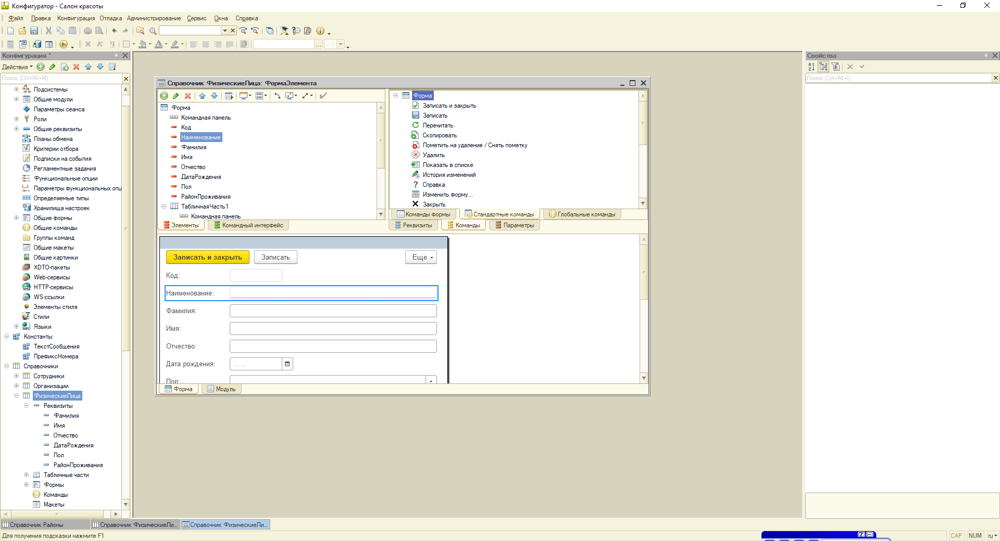 Конфигуратор - Салон красоты
Файл Правка Конфигурация Отладка Администрирование Сервис Окна Справка
Ж К Ч
Конфигурация *
Действия
Поиск (Ctrl+Alt+M)
Подсистемы
Общие модули
Параметры сеанса
Роли
Общие реквизиты
Планы обмена
Критерии отбора
Подписки на события
Регламентные задания
Функциональные опции
Параметры функциональных опц
Определяемые типы
Хранилища настроек
Общие формы
Общие команды
Группы команд
Общие макеты
Общие картинки
XDTO-пакеты
Web-сервисы
HTTP-сервисы
WS-ссылки
Элементы стиля
Стили
Языки
Константы
ТекстСообщения
ПрефиксНомера
Справочники
Сотрудники
Организации
ФизическиеЛица
Реквизиты
Фамилия
Имя
Отчество
ДатаРождения
Пол
РайонПроживания
Табличные части
Формы
Команды
Макеты
Справочник ФизическиеЛица: ФормаЭлемента
Форма
Командная панель
Код
Наименование
Фамилия
Имя
Отчество
ДатаРождения
Пол
РайонПроживания
ТабличнаяЧасть1
Командная панель
Элементы Командный интерфейс
Форма
Записать и закрыть
Записать
Перечитать
Скопировать
Пометить на удаление / Снять пометку
Удалить
Показать в списке
История изменений
Справка
Изменить форму...
Закрыть
Команды формы Стандартные команды Глобальные команды
Реквизиты Команды Параметры
Записать и закрыть Записать Еще
Код:
Наименование:
Фамилия:
Имя:
Отчество:
Дата рождения: . .
Пол:
Форма Модуль
Свойства
Поиск (Ctrl+Alt+I)
Справочник Районы Справочник ФизическиеЛи... Справочник ФизическиеЛи...
Для получения подсказки нажмите F1
CAP NUM ru